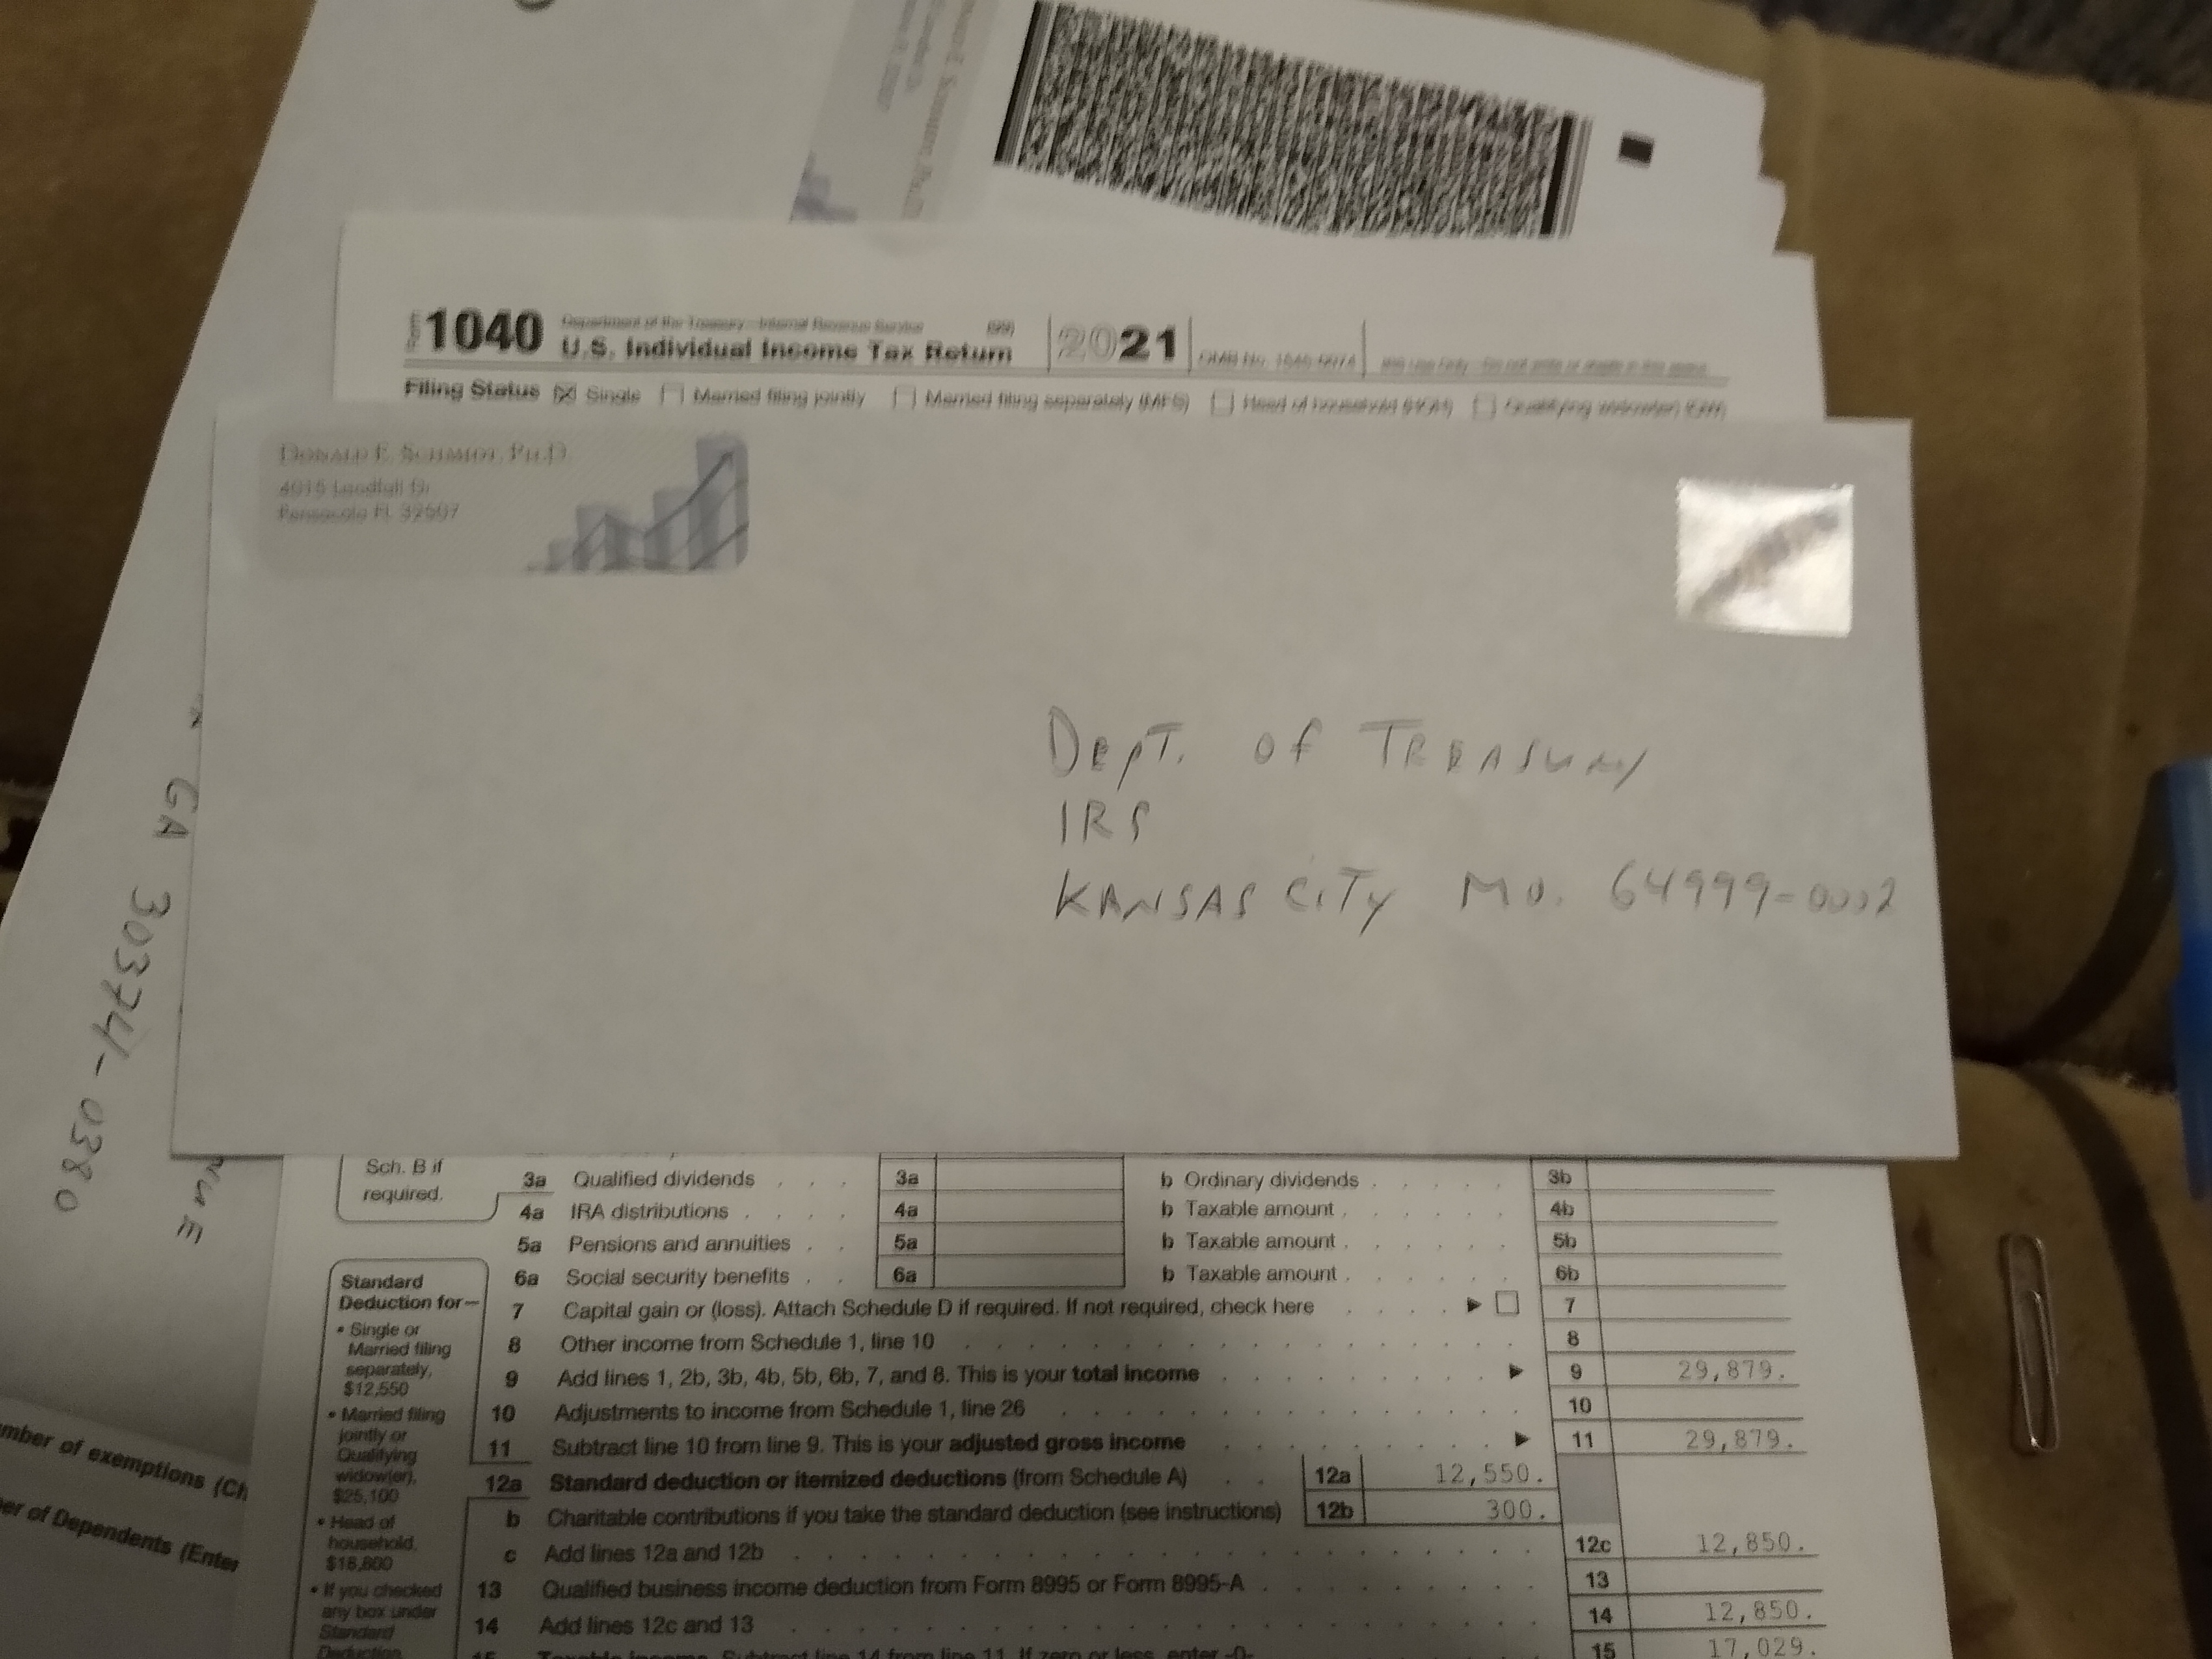 1040
Department of the Treasury—Internal Revenue Service (99)
U.S. Individual Income Tax Return
2021
OMB No. 1545-0074
IRS Use Only—Do not write or staple in this space.
Filing Status Single Married filing jointly Married filing separately (MFS) Head of household (HOH) Qualifying widow(er) (QW)
DONALD E. SCHMIDT, PH.D.
Pensacola FL 32507
DEPT. OF TREASURY
IRS
KANSAS CITY MO. 64999-0002
GA 30374-0380
Sch. B if
required.
3a Qualified dividends 3a b Ordinary dividends 3b
4a IRA distributions 4a b Taxable amount 4b
5a Pensions and annuities 5a b Taxable amount 5b
6a Social security benefits 6a b Taxable amount 6b
7 Capital gain or (loss). Attach Schedule D if required. If not required, check here ▶ 7
8 Other income from Schedule 1, line 10 8
9 Add lines 1, 2b, 3b, 4b, 5b, 6b, 7, and 8. This is your total income ▶ 9 29,879.
10 Adjustments to income from Schedule 1, line 26 10
11 Subtract line 10 from line 9. This is your adjusted gross income ▶ 11 29,879.
12a Standard deduction or itemized deductions (from Schedule A) 12a 12,550.
b Charitable contributions if you take the standard deduction (see instructions) 12b 300.
c Add lines 12a and 12b 12c 12,850.
13 Qualified business income deduction from Form 8995 or Form 8995-A 13
14 Add lines 12c and 13 14 12,850.
15 Taxable income. Subtract line 14 from line 11. If zero or less, enter -0- 15 17,029.
Standard
Deduction for—
• Single or
Married filing
separately,
$12,550
• Married filing
jointly or
Qualifying
widow(er),
$25,100
• Head of
household,
$18,800
• If you checked
any box under
Standard
Deduction,
mber of exemptions (Ch
er of Dependents (Enter